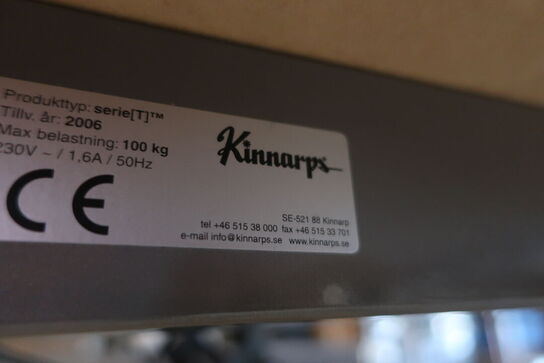 Produkttyp: serie[T]™
Tillv. år: 2006
Max belastning: 100 kg
230V ~ / 1,6A / 50Hz
CE
Kinnarps
SE-521 88 Kinnarp
tel +46 515 38 000 fax +46 515 33 701
e-mail info@kinnarps.se www.kinnarps.se